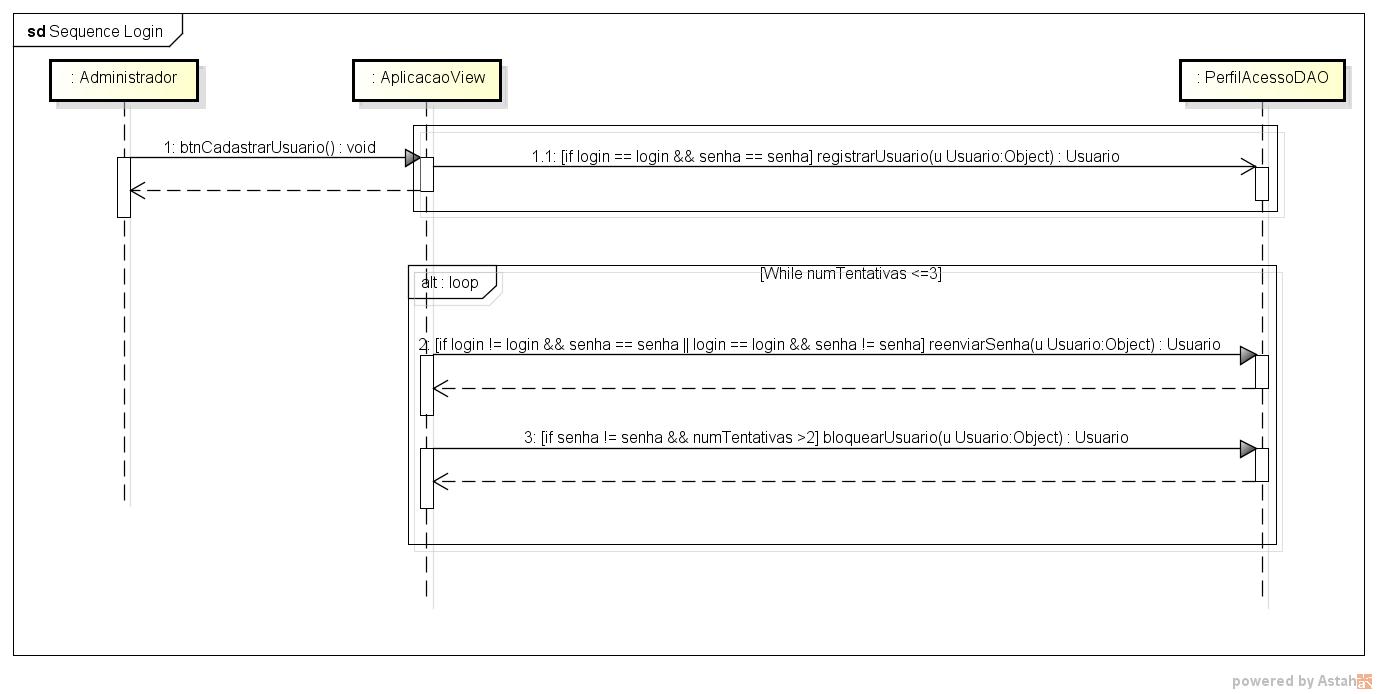 sd Sequence Login
: Administrador
: AplicacaoView
: PerfilAcessoDAO
1: btnCadastrarUsuario() : void
1.1: [if login == login && senha == senha] registrarUsuario(u Usuario:Object) : Usuario
alt : loop
[While numTentativas <=3]
2: [if login != login && senha == senha || login == login && senha != senha] reenviarSenha(u Usuario:Object) : Usuario
3: [if senha != senha && numTentativas >2] bloquearUsuario(u Usuario:Object) : Usuario
powered by Astah